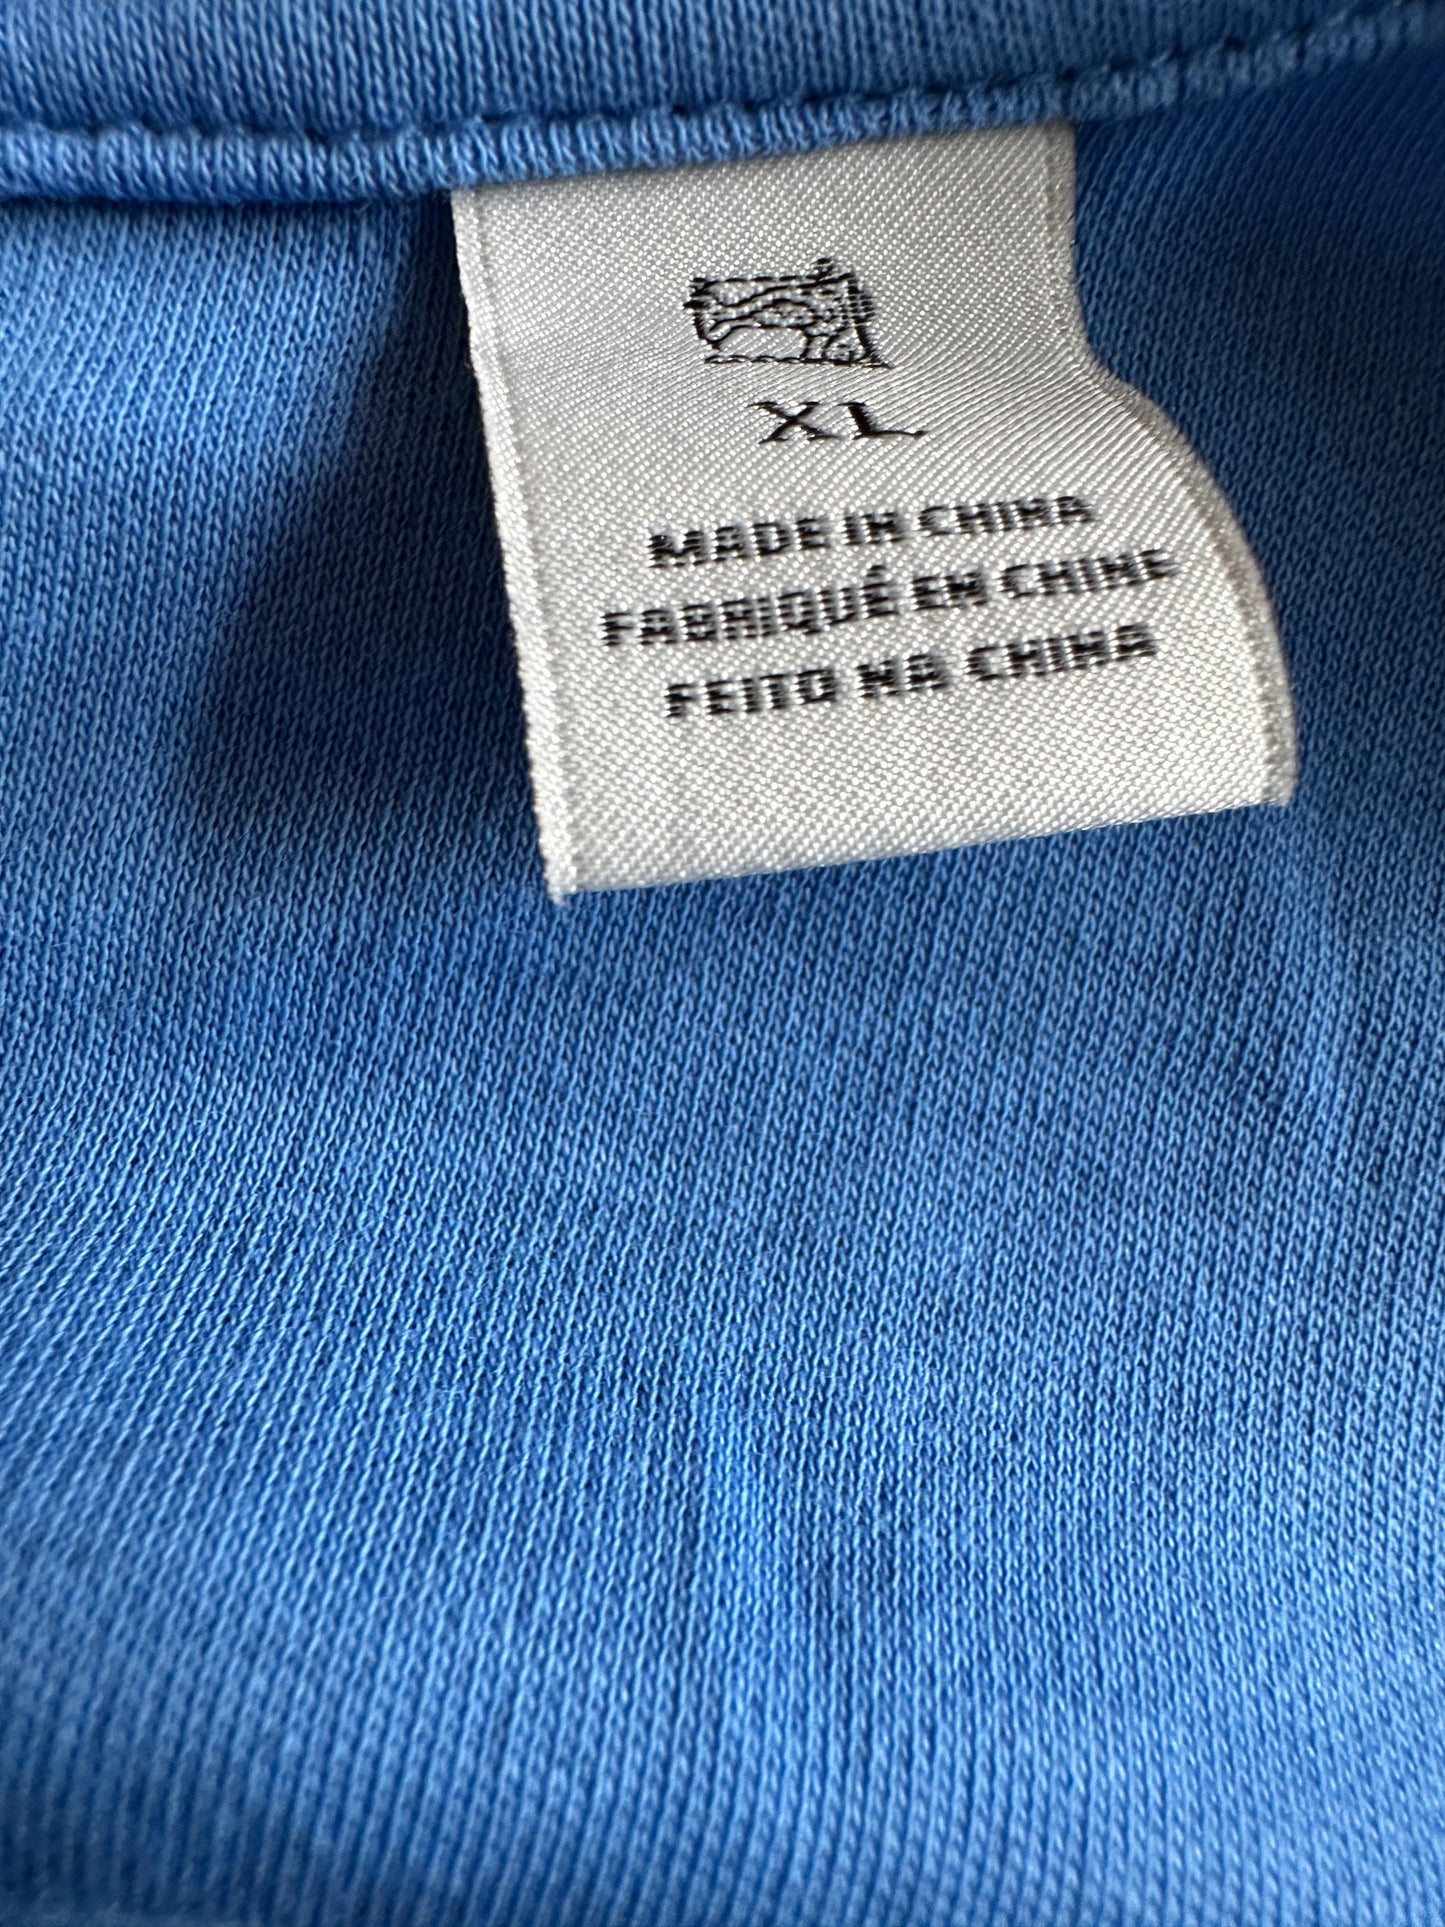 XL
MADE IN CHINA
FABRIQUÉ EN CHINE
FEITO NA CHINA